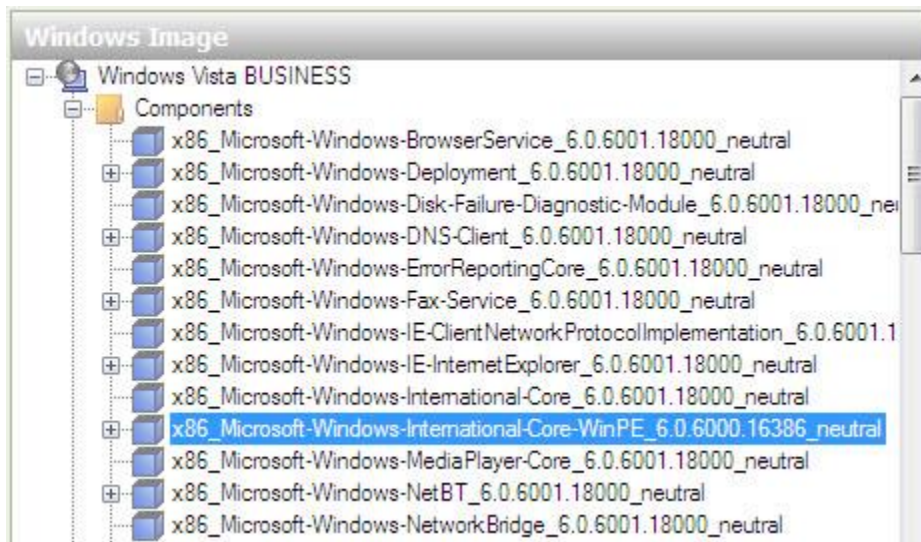 Windows Image
Windows Vista BUSINESS
Components
x86_Microsoft-Windows-BrowserService_6.0.6001.18000_neutral
x86_Microsoft-Windows-Deployment_6.0.6001.18000_neutral
x86_Microsoft-Windows-Disk-Failure-Diagnostic-Module_6.0.6001.18000_neu
x86_Microsoft-Windows-DNS-Client_6.0.6001.18000_neutral
x86_Microsoft-Windows-ErrorReportingCore_6.0.6001.18000_neutral
x86_Microsoft-Windows-Fax-Service_6.0.6001.18000_neutral
x86_Microsoft-Windows-IE-ClientNetworkProtocolImplementation_6.0.6001.1
x86_Microsoft-Windows-IE-InternetExplorer_6.0.6001.18000_neutral
x86_Microsoft-Windows-International-Core_6.0.6001.18000_neutral
x86_Microsoft-Windows-International-Core-WinPE_6.0.6000.16386_neutral
x86_Microsoft-Windows-MediaPlayer-Core_6.0.6001.18000_neutral
x86_Microsoft-Windows-NetBT_6.0.6001.18000_neutral
x86_Microsoft-Windows-NetworkBridge_6.0.6001.18000_neutral